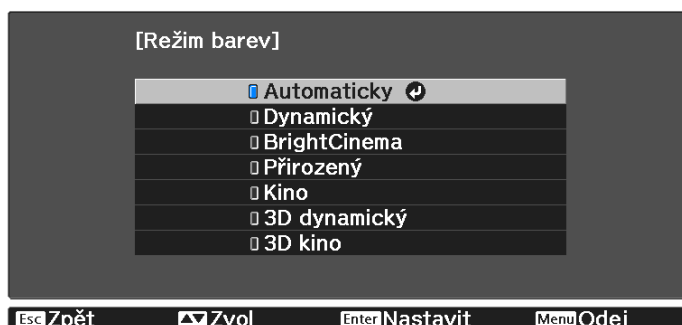 [Režim barev]
Automaticky
Dynamický
BrightCinema
Přirozený
Kino
3D dynamický
3D kino
Esc Zpět Zvol Enter Nastavit Menu Odej